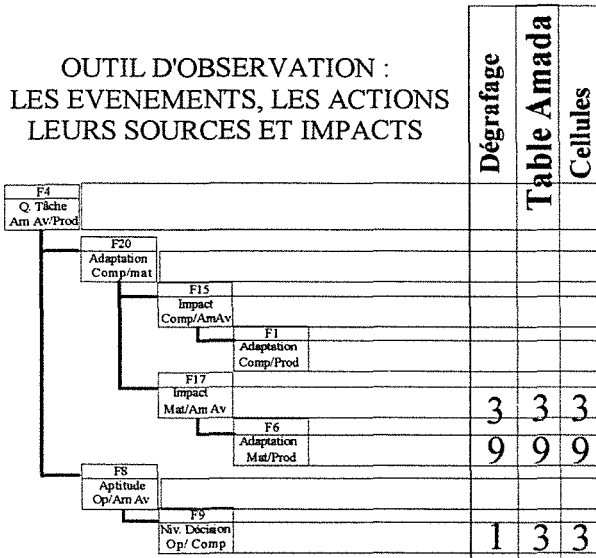 OUTIL D'OBSERVATION :
LES EVENEMENTS, LES ACTIONS
LEURS SOURCES ET IMPACTS
Dégrafage
Table Amada
Cellules
F4
Q. Tâche
Am Av/Prod
F20
Adaptation
Comp/mat
F15
Impact
Comp/AmAv
F1
Adaptation
Comp/Prod
F17
Impact
Mat/Am Av
3 3 3
F6
Adaptation
Mat/Prod
9 9 9
F8
Aptitude
Op/Am Av
F9
Niv. Décision
Op/ Comp
1 3 3